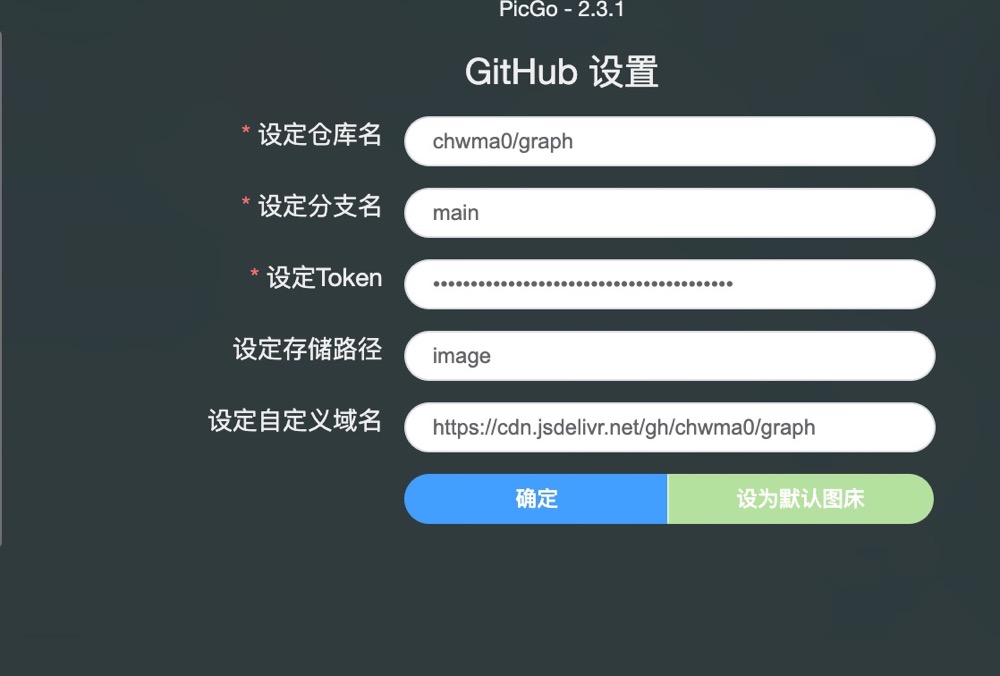 PicGo - 2.3.1
GitHub 设置
* 设定仓库名
chwma0/graph
* 设定分支名
main
* 设定Token
••••••••••••••••••••••••••••••••••••••••
设定存储路径
image
设定自定义域名
https://cdn.jsdelivr.net/gh/chwma0/graph
确定
设为默认图床